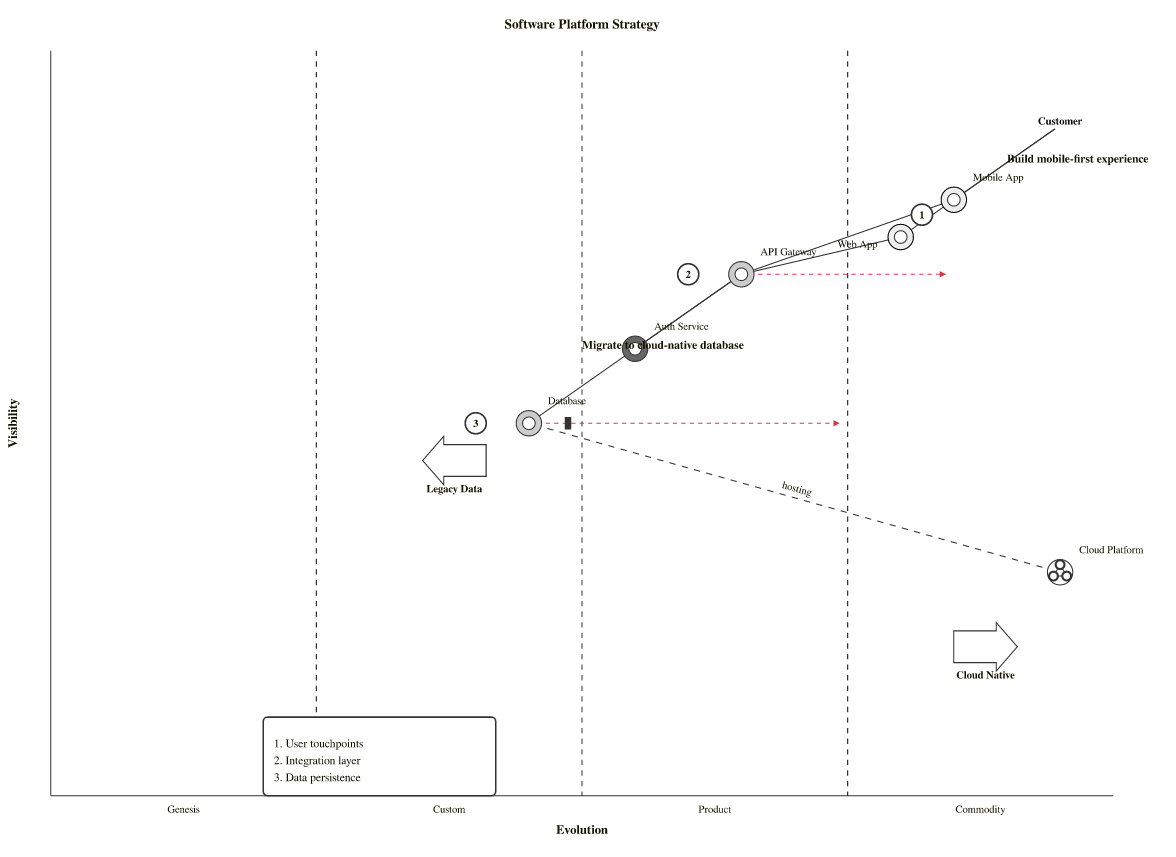 Software Platform Strategy
Customer
Build mobile-first experience
Mobile App
1
Web App
API Gateway
2
Auth Service
Migrate to cloud-native database
Database
3
Visibility
Legacy Data
hosting
Cloud Platform
Cloud Native
1. User touchpoints
2. Integration layer
3. Data persistence
Genesis
Custom
Product
Commodity
Evolution